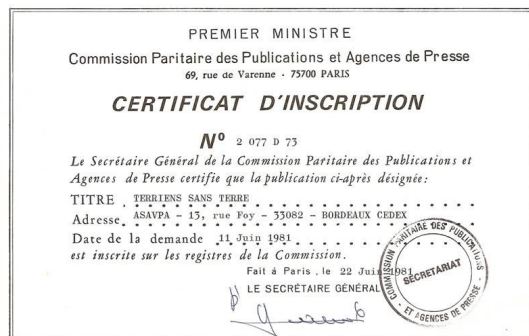 PREMIER MINISTRE
Commission Paritaire des Publications et Agences de Presse
69, rue de Varenne - 75700 PARIS
CERTIFICAT D'INSCRIPTION
N° 2 077 D 73
Le Secrétaire Général de la Commission Paritaire des Publications et
Agences de Presse certifie que la publication ci-après désignée :
TITRE TERRIENS SANS TERRE
Adresse ASAVPA - 13, rue Foy - 33082 - BORDEAUX CEDEX
Date de la demande 11 Juin 1981
est inscrite sur les registres de la Commission.
Fait à Paris, le 22 Juin 1981
LE SECRÉTAIRE GÉNÉRAL
COMMISSION PARITAIRE DES PUBLICATIONS
ET AGENCES DE PRESSE
SECRÉTARIAT